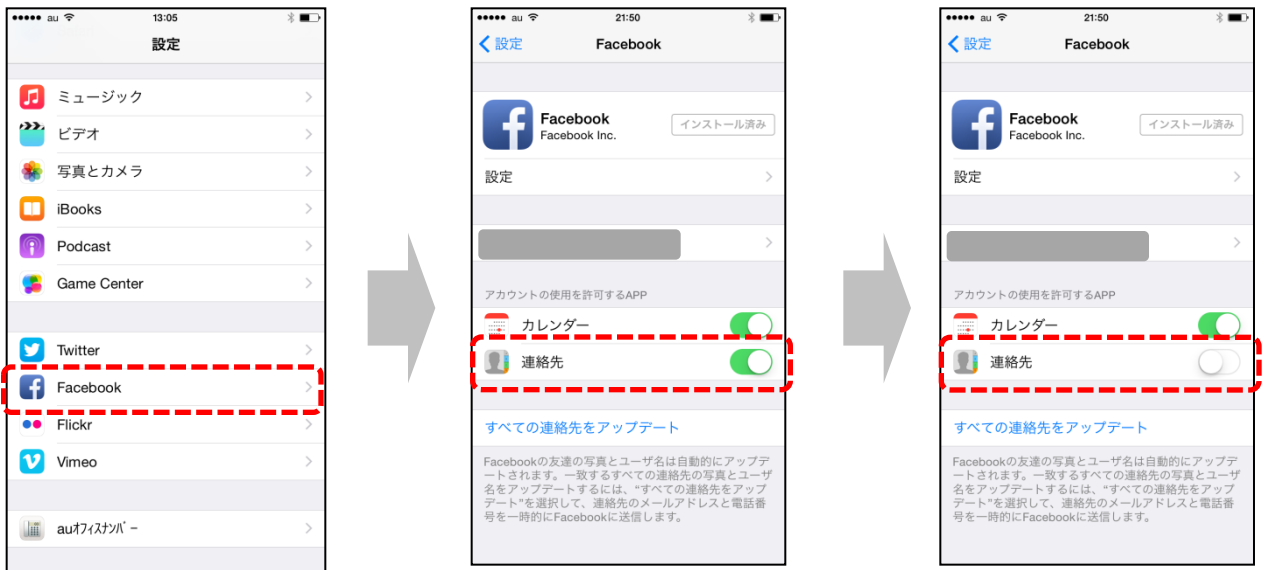 au 13:05
設定
ミュージック
ビデオ
写真とカメラ
iBooks
Podcast
Game Center
Twitter
Facebook
Flickr
Vimeo
auオフィスナンバー
au 21:50
設定 Facebook
Facebook
Facebook Inc.
インストール済み
設定
アカウントの使用を許可するAPP
カレンダー
連絡先
すべての連絡先をアップデート
Facebookの友達の写真とユーザ名は自動的にアップデ
ートされます。一致するすべての連絡先の写真とユーザ
名をアップデートするには、“すべての連絡先をアップ
デート”を選択して、連絡先のメールアドレスと電話番
号を一時的にFacebookに送信します。
au 21:50
設定 Facebook
Facebook
Facebook Inc.
インストール済み
設定
アカウントの使用を許可するAPP
カレンダー
連絡先
すべての連絡先をアップデート
Facebookの友達の写真とユーザ名は自動的にアップデ
ートされます。一致するすべての連絡先の写真とユーザ
名をアップデートするには、“すべての連絡先をアップ
デート”を選択して、連絡先のメールアドレスと電話番
号を一時的にFacebookに送信します。